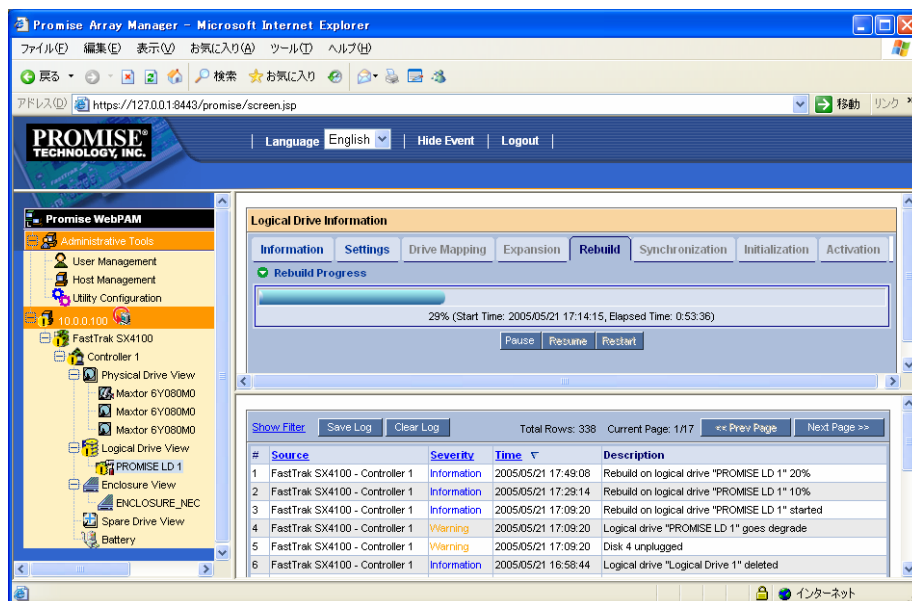 Promise Array Manager - Microsoft Internet Explorer
ファイル(F) 編集(E) 表示(V) お気に入り(A) ツール(T) ヘルプ(H)
戻る 検索 お気に入り
アドレス(D) https://127.0.0.1:8443/promise/screen.jsp 移動 リンク »
PROMISE®
TECHNOLOGY, INC.
| Language English | Hide Event | Logout |
Promise WebPAM
Administrative Tools
User Management
Host Management
Utility Configuration
10.0.0.100
FastTrak SX4100
Controller 1
Physical Drive View
Maxtor 6Y080M0
Maxtor 6Y080M0
Maxtor 6Y080M0
Logical Drive View
PROMISE LD 1
Enclosure View
ENCLOSURE_NEC
Spare Drive View
Battery
Logical Drive Information
Information Settings Drive Mapping Expansion Rebuild Synchronization Initialization Activation
Rebuild Progress
29% (Start Time: 2005/05/21 17:14:15, Elapsed Time: 0:53:36)
Pause Resume Restart
Show Filter Save Log Clear Log Total Rows: 338 Current Page: 1/17 << Prev Page Next Page >>
# Source Severity Time Description
1 FastTrak SX4100 - Controller 1 Information 2005/05/21 17:49:08 Rebuild on logical drive "PROMISE LD 1" 20%
2 FastTrak SX4100 - Controller 1 Information 2005/05/21 17:29:14 Rebuild on logical drive "PROMISE LD 1" 10%
3 FastTrak SX4100 - Controller 1 Information 2005/05/21 17:09:20 Rebuild on logical drive "PROMISE LD 1" started
4 FastTrak SX4100 - Controller 1 Warning 2005/05/21 17:09:20 Logical drive "PROMISE LD 1" goes degrade
5 FastTrak SX4100 - Controller 1 Warning 2005/05/21 17:09:20 Disk 4 unplugged
6 FastTrak SX4100 - Controller 1 Information 2005/05/21 16:58:44 Logical drive "Logical Drive 1" deleted
インターネット